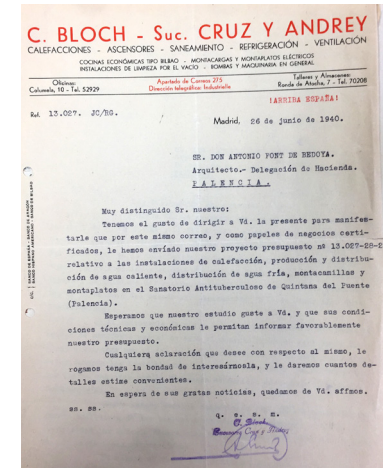 C. BLOCH - Suc. CRUZ Y ANDREY
CALEFACCIONES - ASCENSORES - SANEAMIENTO - REFRIGERACIÓN - VENTILACIÓN
COCINAS ECONÓMICAS TIPO BILBAO - MONTACARGAS Y MONTAPLATOS ELÉCTRICOS
INSTALACIONES DE LIMPIEZA POR EL VACÍO - BOMBAS Y MAQUINARIA EN GENERAL
Oficinas:
Columela, 10 - Tel. 52929
Apartado de Correos 275
Dirección telegráfica: Industrielle
Talleres y Almacenes:
Ronda de Atocha, 7 - Tel. 70208
¡ARRIBA ESPAÑA!
Ref. 13.027. JC/HG.
Madrid, 26 de junio de 1940.
SR. DON ANTONIO FONT DE BEDOYA.
Arquitecto.- Delegación de Hacienda.
PALENCIA.
Muy distinguido Sr. nuestro:
Tenemos el gusto de dirigir a Vd. la presente para manifes-
tarle que por este mismo correo, y como papeles de negocios certi-
ficados, le hemos enviado nuestro proyecto presupuesto nº 13.027-28-2
relativo a las instalaciones de calefacción, producción y distribu-
ción de agua caliente, distribución de agua fría, montacamillas y
montaplatos en el Sanatorio Antituberculoso de Quintana del Puente
(Palencia).
Esperamos que nuestro estudio guste a Vd. y que sus condi-
ciones técnicas y económicas le permitan informar favorablemente
nuestro presupuesto.
Cualquiera aclaración que desee con respecto al mismo, le
rogamos tenga la bondad de interesárnosla, y le daremos cuantos de-
talles estime convenientes.
En espera de sus gratas noticias, quedamos de Vd. affmos.
ss. ss.
q. e. s. m.
C. Bloch